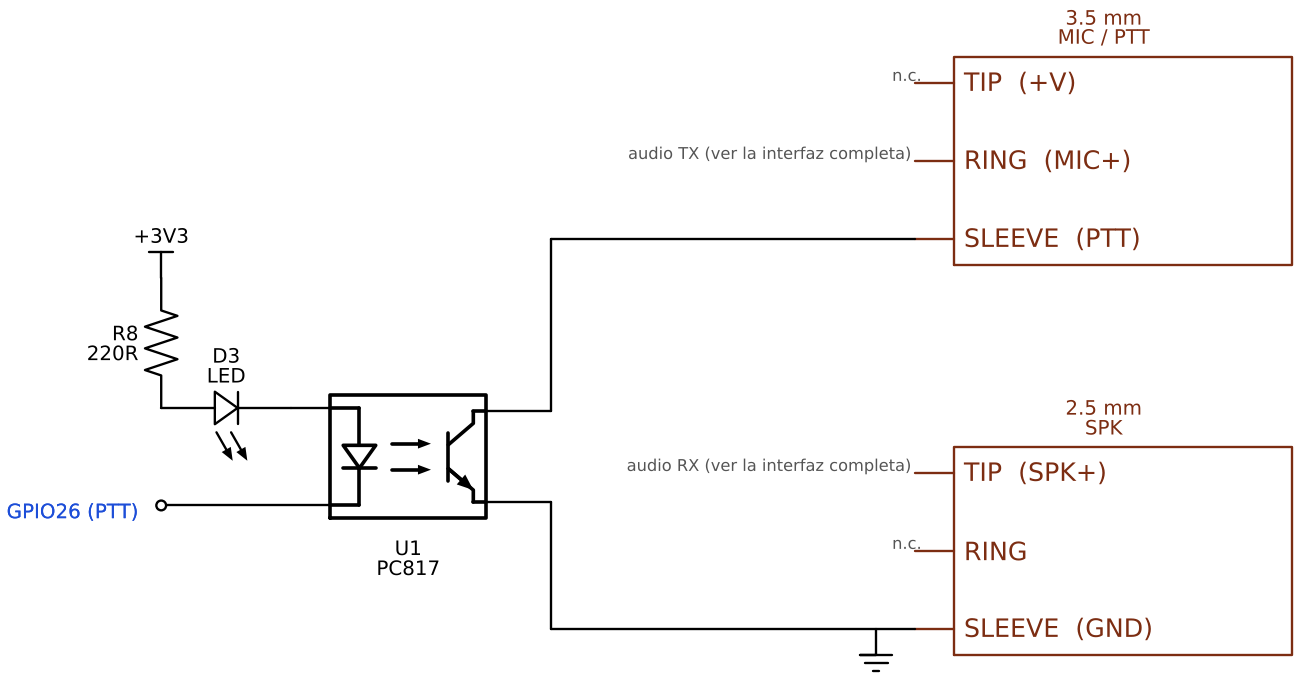 3.5 mm
MIC / PTT
n.c.
TIP (+V)
audio TX (ver la interfaz completa)
RING (MIC+)
SLEEVE (PTT)
+3V3
R8
220R
D3
LED
GPIO26 (PTT)
U1
PC817
2.5 mm
SPK
audio RX (ver la interfaz completa)
TIP (SPK+)
n.c.
RING
SLEEVE (GND)